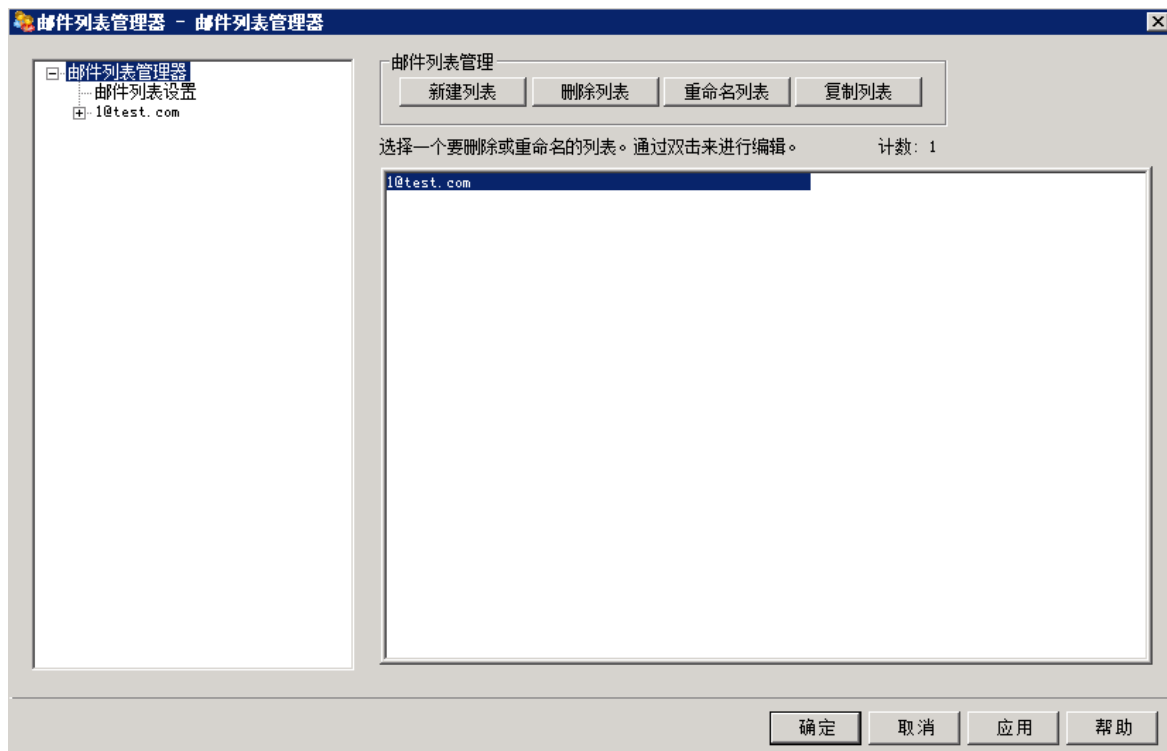 邮件列表管理器 - 邮件列表管理器
邮件列表管理器
邮件列表设置
1@test.com
邮件列表管理
新建列表 删除列表 重命名列表 复制列表
选择一个要删除或重命名的列表。通过双击来进行编辑。 计数: 1
1@test.com
确定 取消 应用 帮助